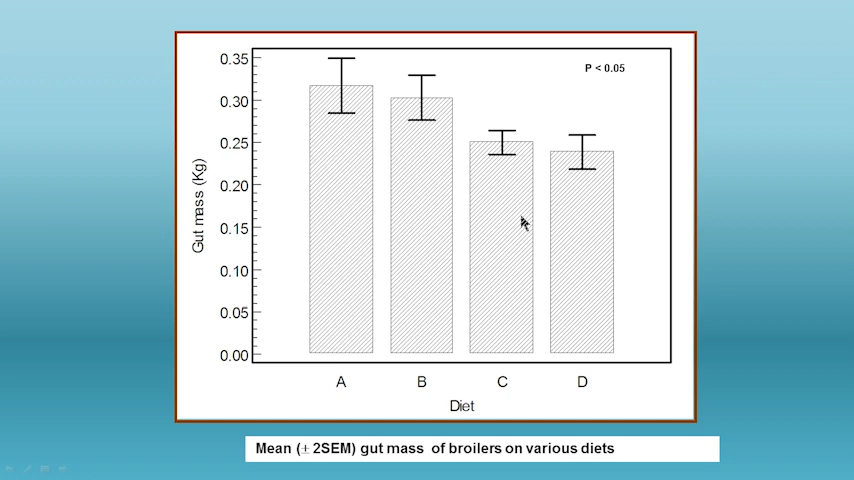 P < 0.05
0.35
0.30
0.25
0.20
0.15
0.10
0.05
0.00
Gut mass (Kg)
A B C D
Diet
Mean (± 2SEM) gut mass of broilers on various diets